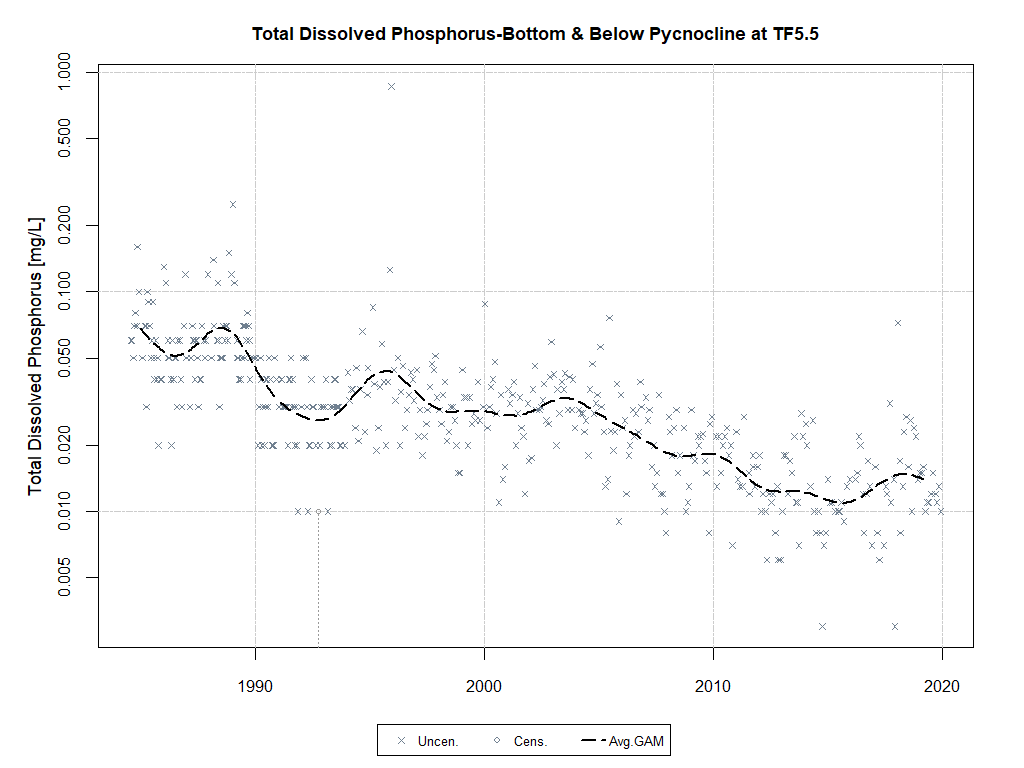 Total Dissolved Phosphorus-Bottom & Below Pycnocline at TF5.5
Total Dissolved Phosphorus [mg/L]
1.000
0.500
0.200
0.100
0.050
0.020
0.010
0.005
1990 2000 2010 2020
Uncen. Cens. Avg.GAM